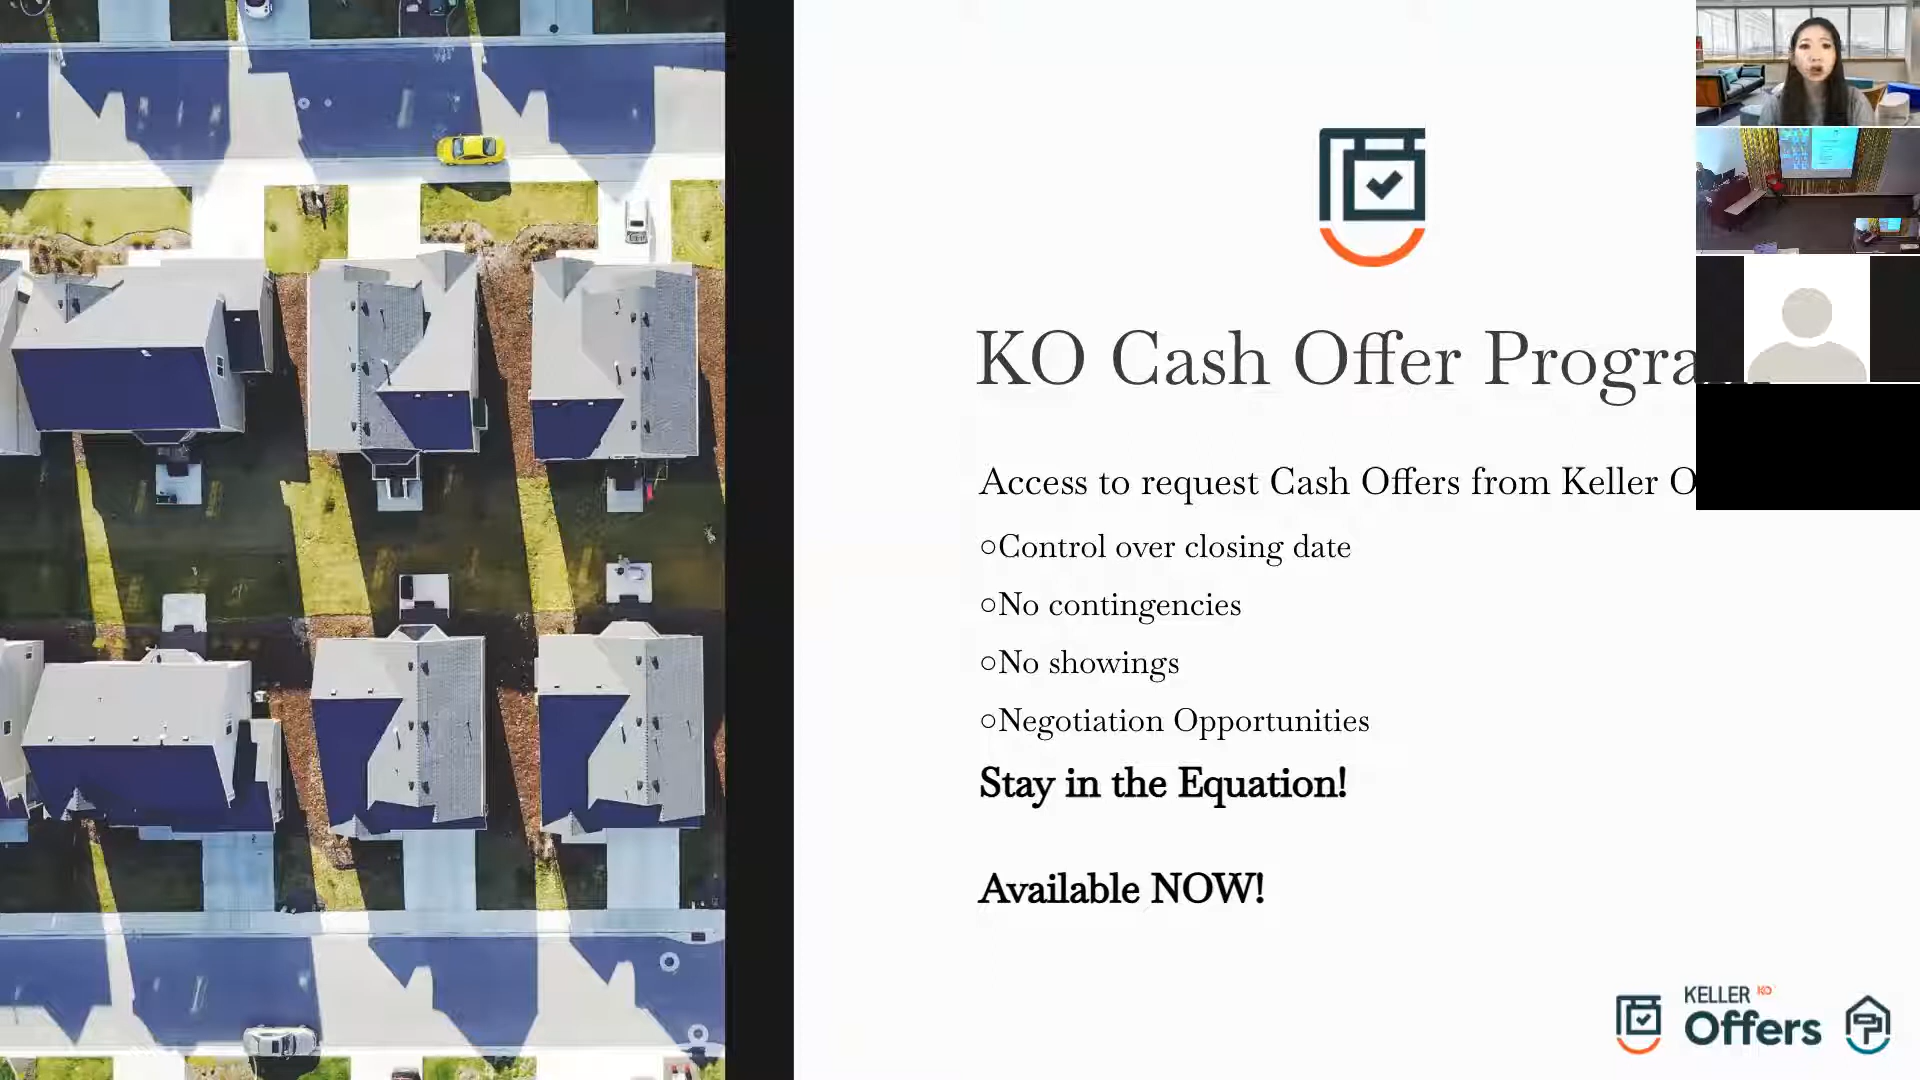 KO Cash Offer Progra
Access to request Cash Offers from Keller O
○Control over closing date
○No contingencies
○No showings
○Negotiation Opportunities
Stay in the Equation!
Available NOW!
KELLER KO
Offers